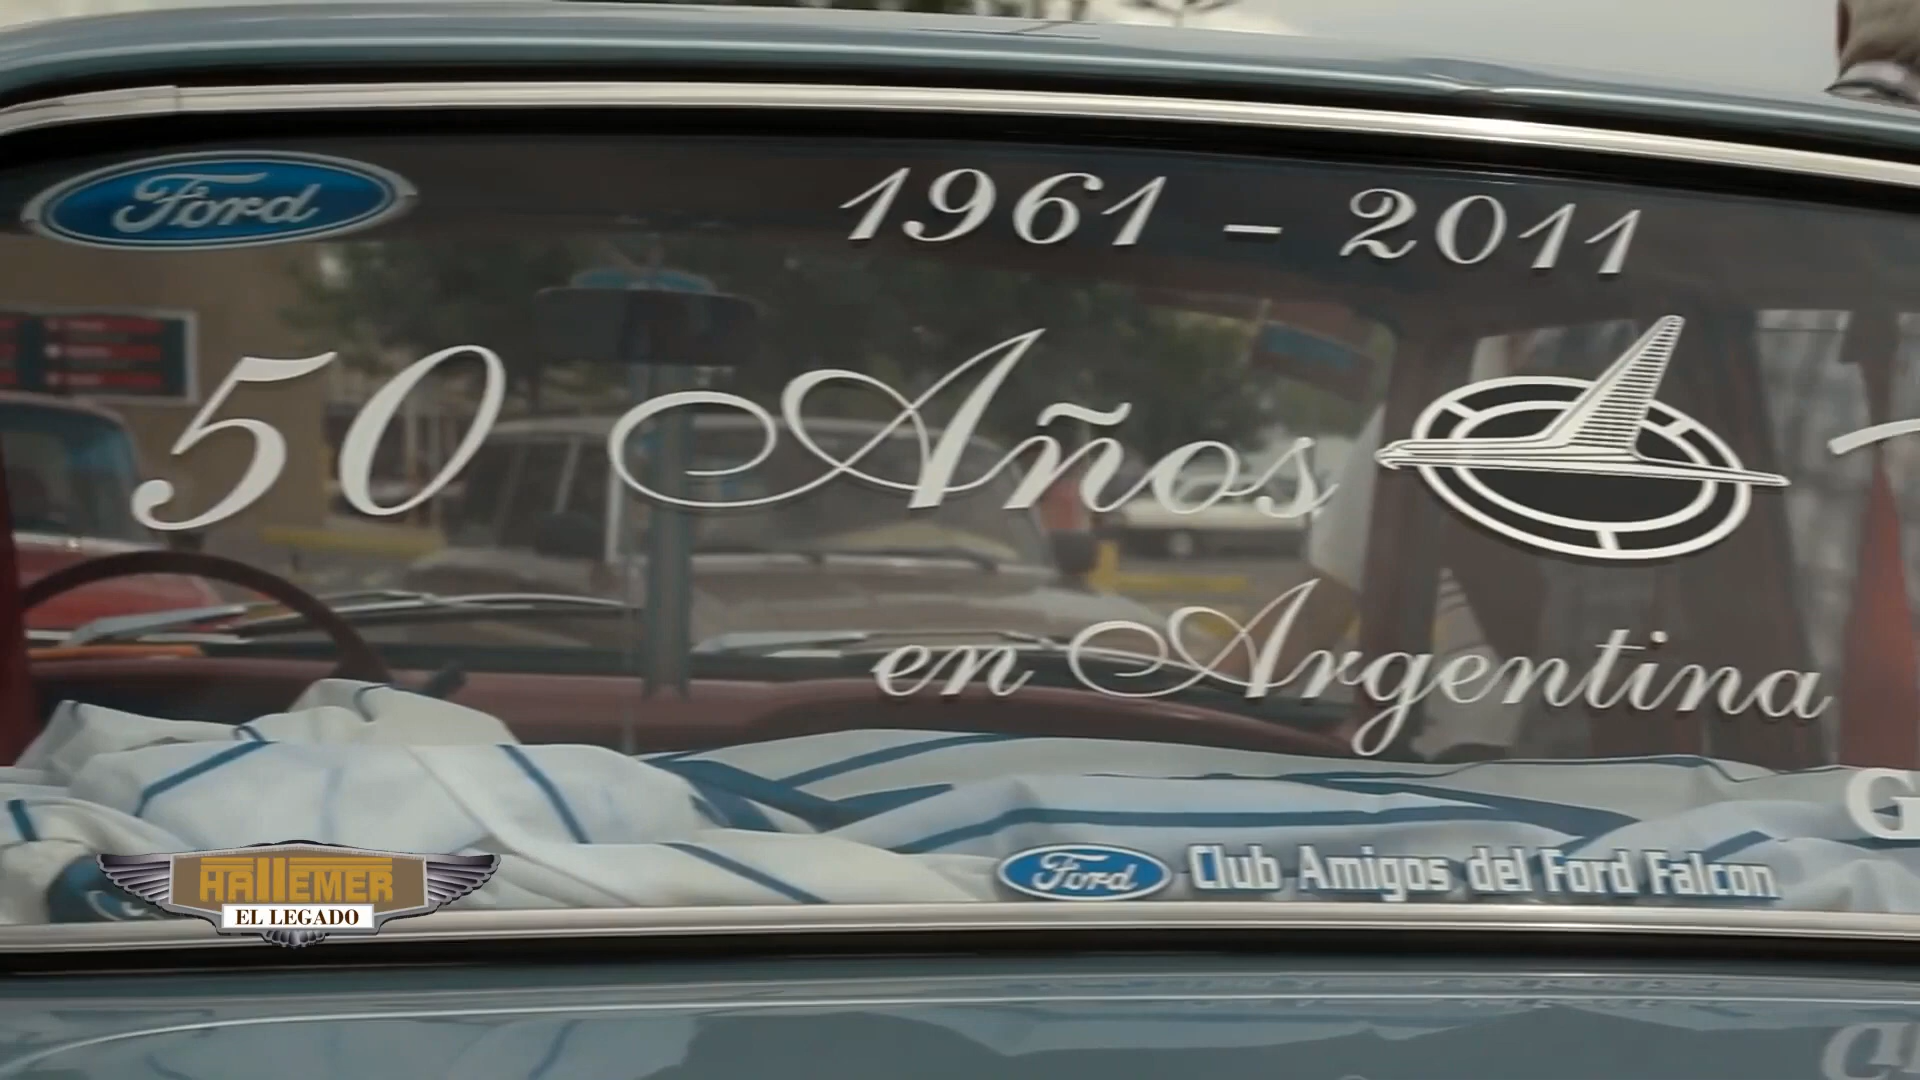 Ford
1961 - 2011
50 Años
en Argentina
G
Ford Club Amigos del Ford Falcon
HALLEMER
EL LEGADO